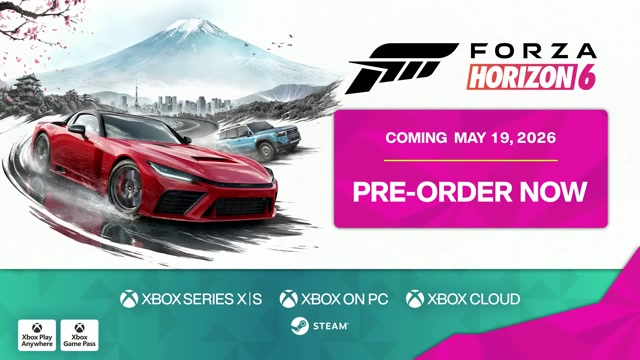 FORZA
HORIZON 6
COMING MAY 19, 2026
PRE-ORDER NOW
XBOX SERIES X|S
XBOX ON PC
XBOX CLOUD
STEAM
Xbox Play
Anywhere
Xbox
Game Pass